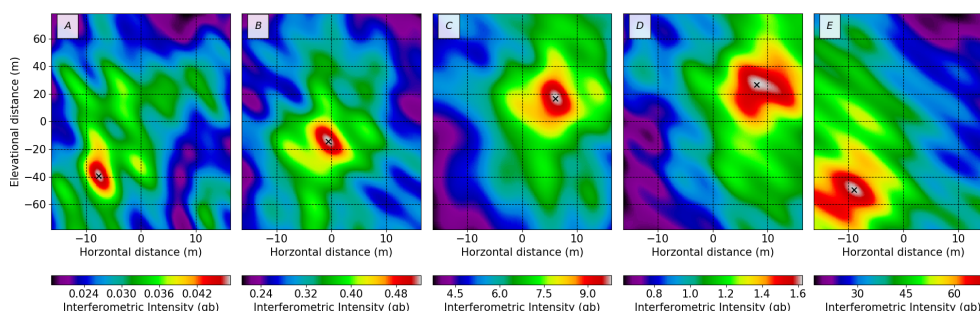 A B C D E
60
40
20
0
−20
−40
−60
Elevational distance (m)
−10 0 10 −10 0 10 −10 0 10 −10 0 10 −10 0 10
Horzontal distance (m) Horzontal distance (m) Horzontal distance (m) Horzontal distance (m) Horzontal distance (m)
0.024 0.030 0.036 0.042 0.24 0.32 0.40 0.48 4.5 6.0 7.5 9.0 0.8 1.0 1.2 1.4 1.6 30 45 60
Interferometric Intensity (gb) Interferometric Intensity (gb) Interferometric Intensity (gb) Interferometric Intensity (gb) Interferometric Intensity (gb)